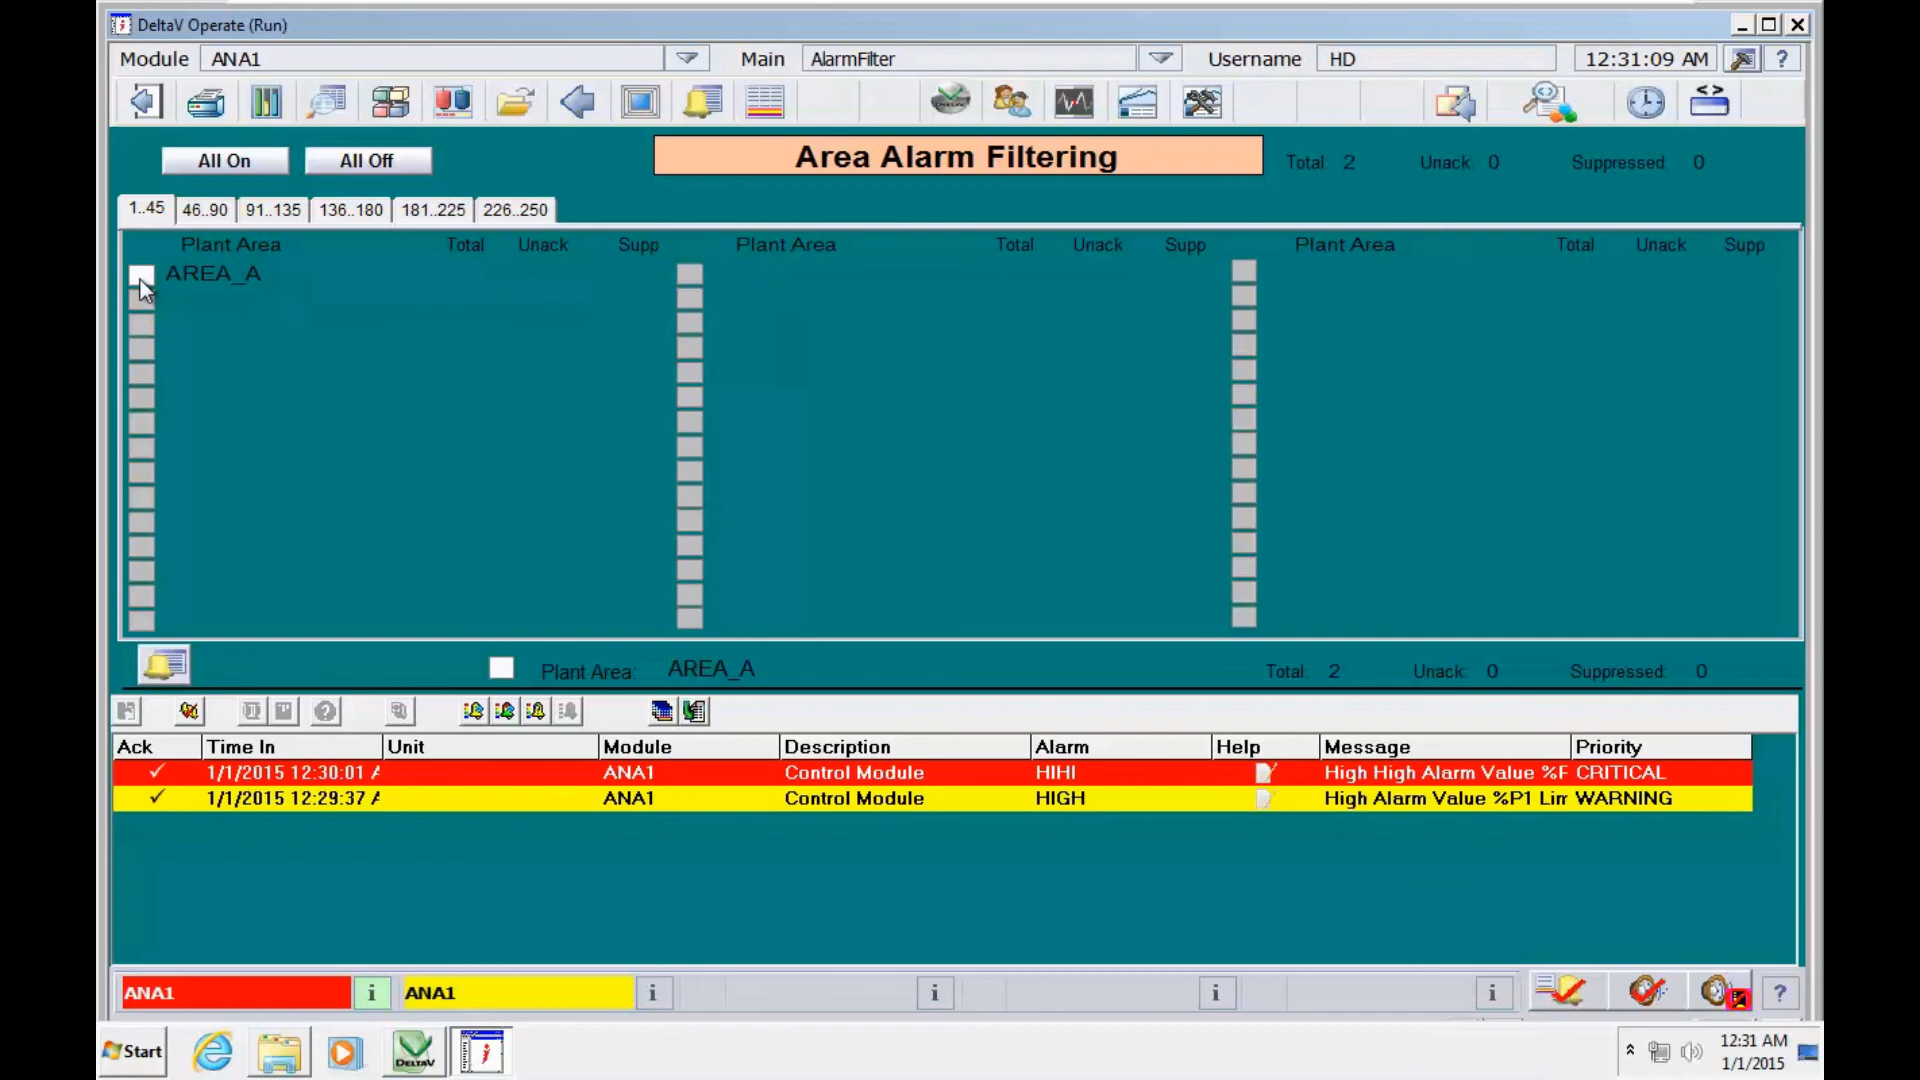 DeltaV Operate (Run)
Module ANA1 Main AlarmFilter Username HD 12:31:09 AM ?
All On All Off Area Alarm Filtering Total: 2 Unack: 0 Suppressed: 0
1..45 46..90 91..135 136..180 181..225 226..250
Plant Area Total Unack Supp Plant Area Total Unack Supp Plant Area Total Unack Supp
AREA_A
Plant Area: AREA_A Total: 2 Unack: 0 Suppressed: 0
Ack Time In Unit Module Description Alarm Help Message Priority
✓ 1/1/2015 12:30:01 A ANA1 Control Module HIHI High High Alarm Value %P CRITICAL
✓ 1/1/2015 12:29:37 A ANA1 Control Module HIGH High Alarm Value %P1 Lim WARNING
ANA1 i ANA1 i i i i ?
Start DELTAV 12:31 AM
1/1/2015